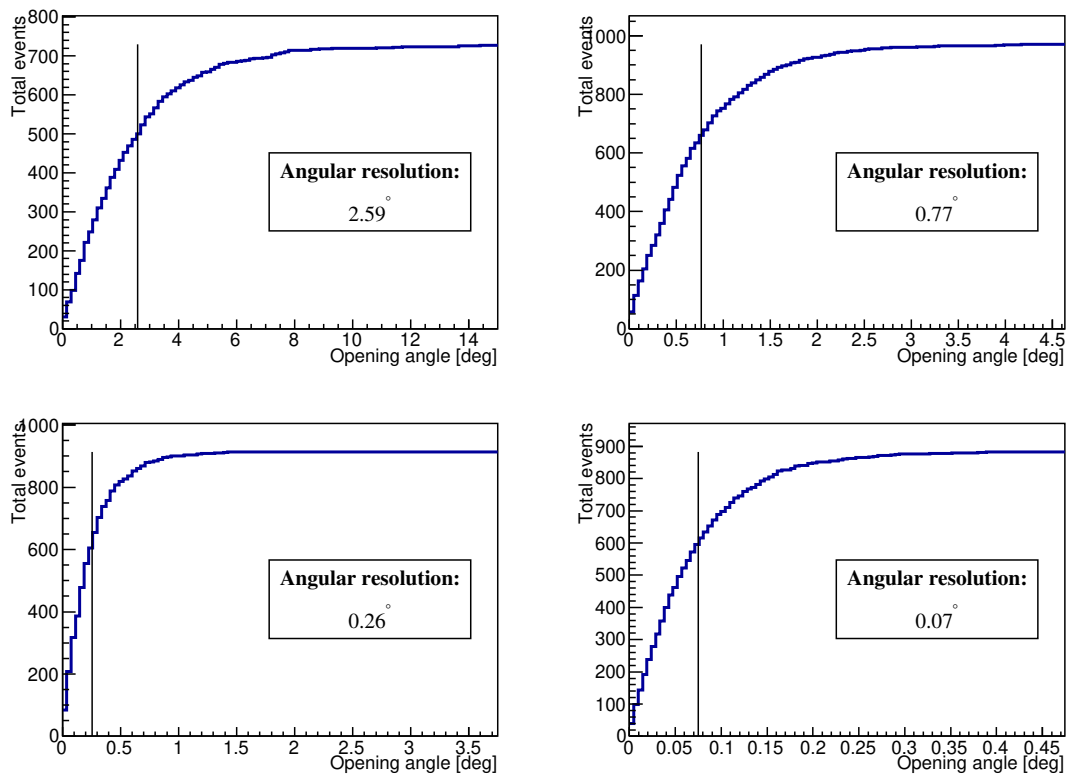 Total events
800
700
600
500
400
300
200
100
0
Angular resolution:
2.59°
0 2 4 6 8 10 12 14
Opening angle [deg]
Total events
1000
800
600
400
200
0
Angular resolution:
0.77°
0 0.5 1 1.5 2 2.5 3 3.5 4 4.5
Opening angle [deg]
Total events
1000
800
600
400
200
0
Angular resolution:
0.26°
0 0.5 1 1.5 2 2.5 3 3.5
Opening angle [deg]
Total events
900
800
700
600
500
400
300
200
100
0
Angular resolution:
0.07°
0 0.05 0.1 0.15 0.2 0.25 0.3 0.35 0.4 0.45
Opening angle [deg]